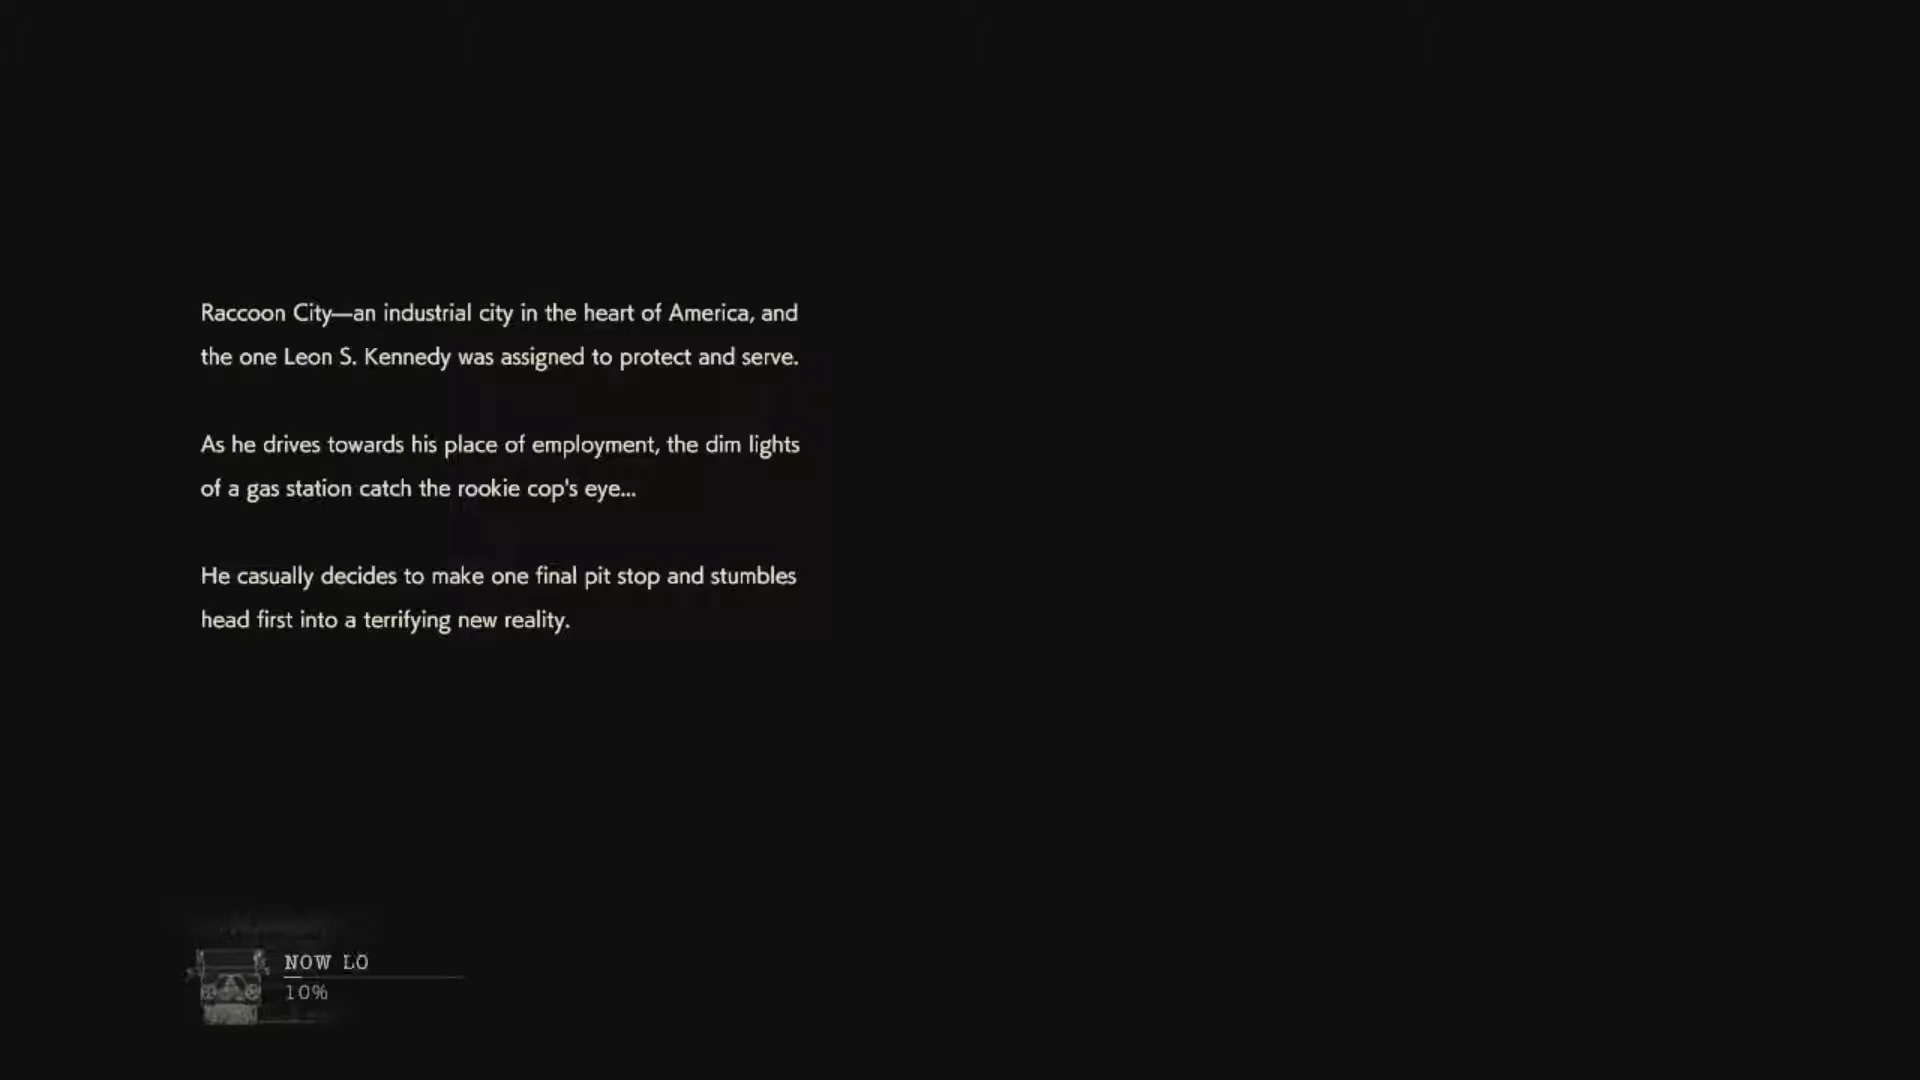 Raccoon City—an industrial city in the heart of America, and
the one Leon S. Kennedy was assigned to protect and serve.
As he drives towards his place of employment, the dim lights
of a gas station catch the rookie cop's eye...
He casually decides to make one final pit stop and stumbles
head first into a terrifying new reality.
NOW LO
10%